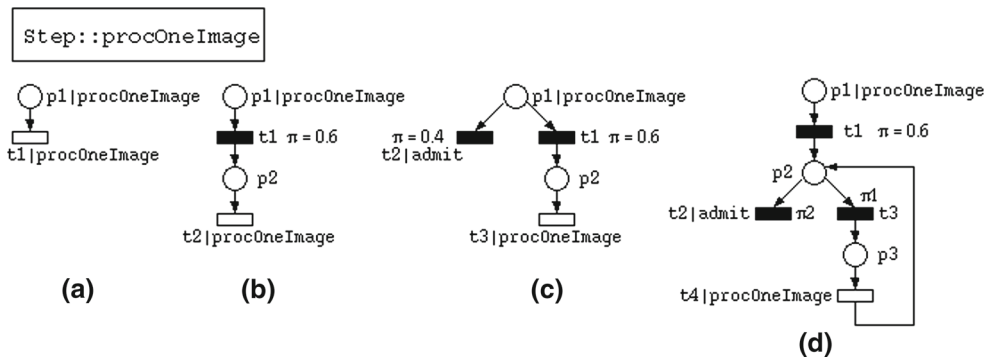 Step::procOneImage
p1|procOneImage
t1|procOneImage
(a)
p1|procOneImage
t1 π = 0.6
p2
t2|procOneImage
(b)
p1|procOneImage
π = 0.4
t2|admit
t1 π = 0.6
p2
t3|procOneImage
(c)
p1|procOneImage
t1 π = 0.6
p2
π1
t2|admit
π2
t3
p3
t4|procOneImage
(d)